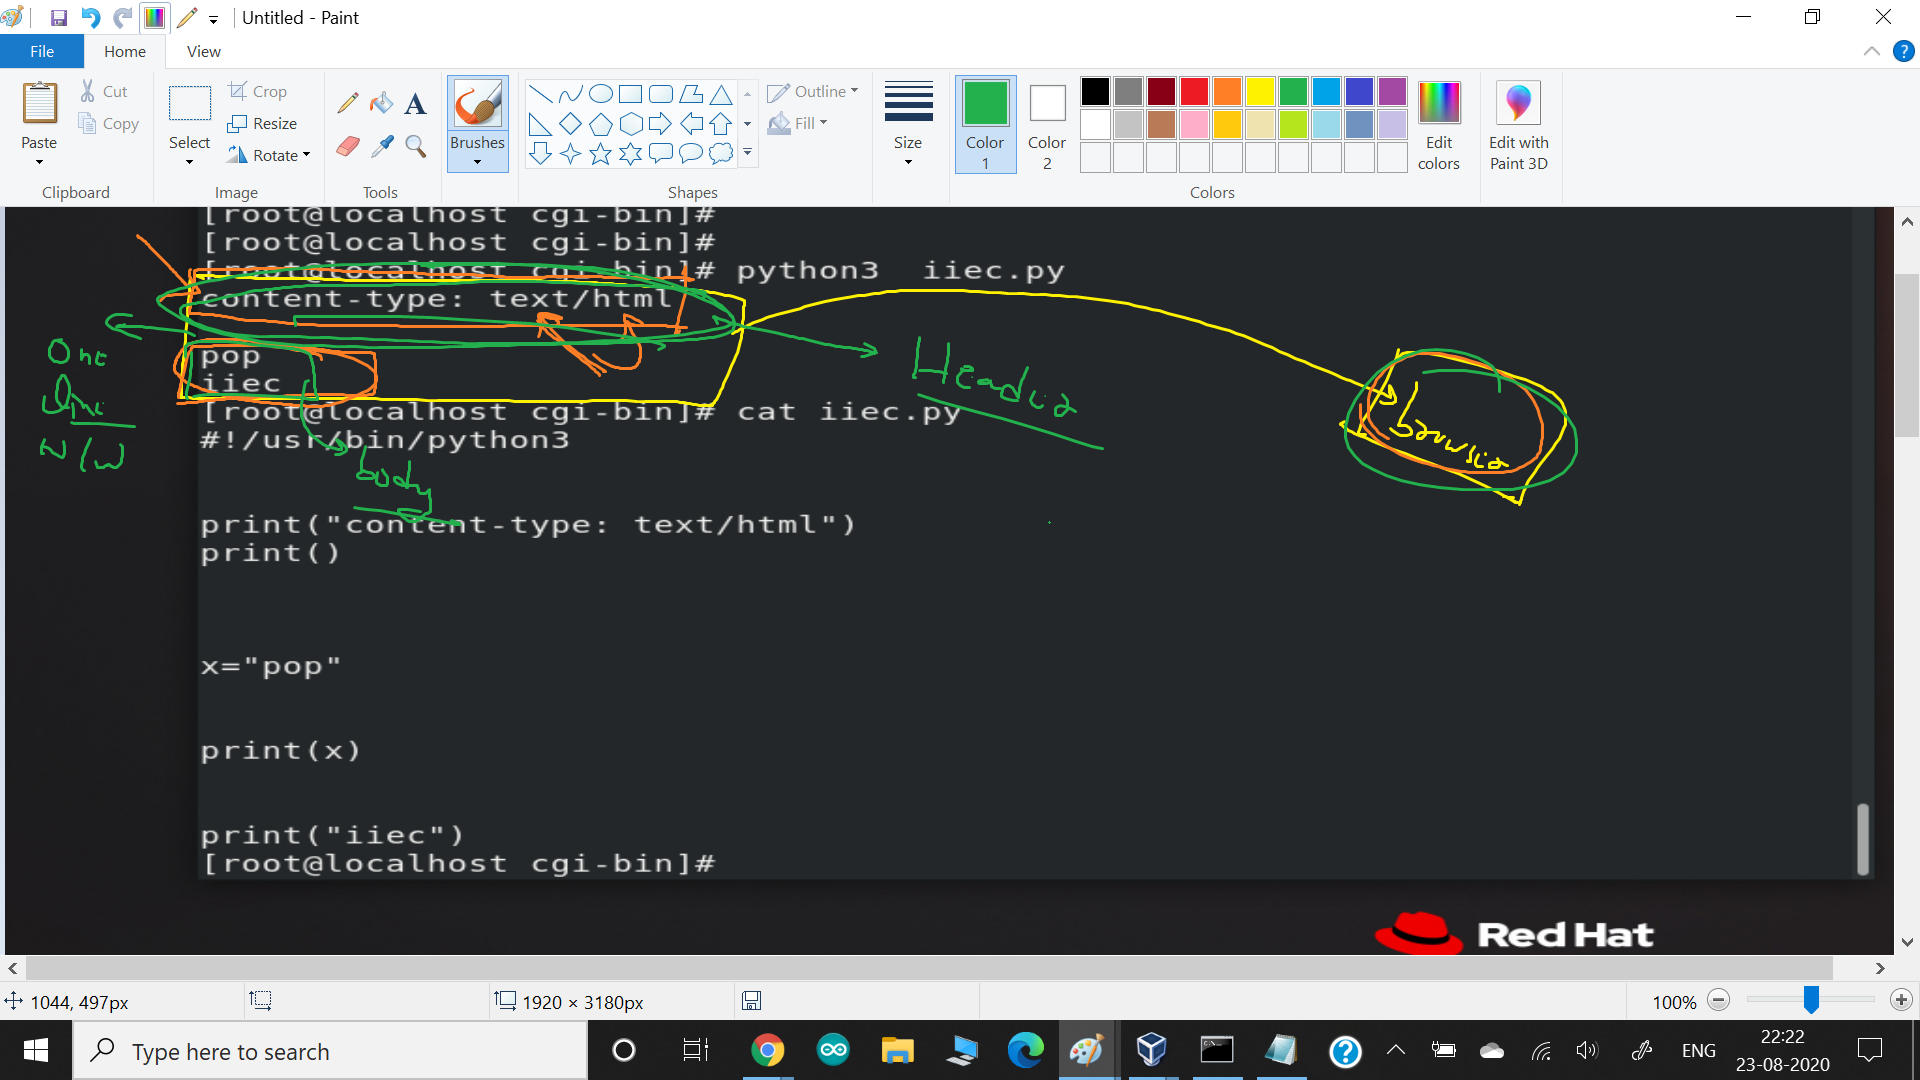 Untitled - Paint
File
Home
View
Paste
Cut
Copy
Clipboard
Select
Crop
Resize
Rotate
Image
Tools
Brushes
Shapes
Outline
Fill
Size
Color 1
Color 2
Edit colors
Edit with Paint 3D
Colors
[root@localhost cgi-bin]#
[root@localhost cgi-bin]#
[root@localhost cgi-bin]# python3 iiec.py
content-type: text/html
pop
iiec
[root@localhost cgi-bin]# cat iiec.py
#!/usr/bin/python3
print("content-type: text/html")
print()
x="pop"
print(x)
print("iiec")
[root@localhost cgi-bin]#
One
line
N/W
Header
body
browser
Red Hat
1044, 497px
1920 × 3180px
100%
Type here to search
ENG
22:22
23-08-2020